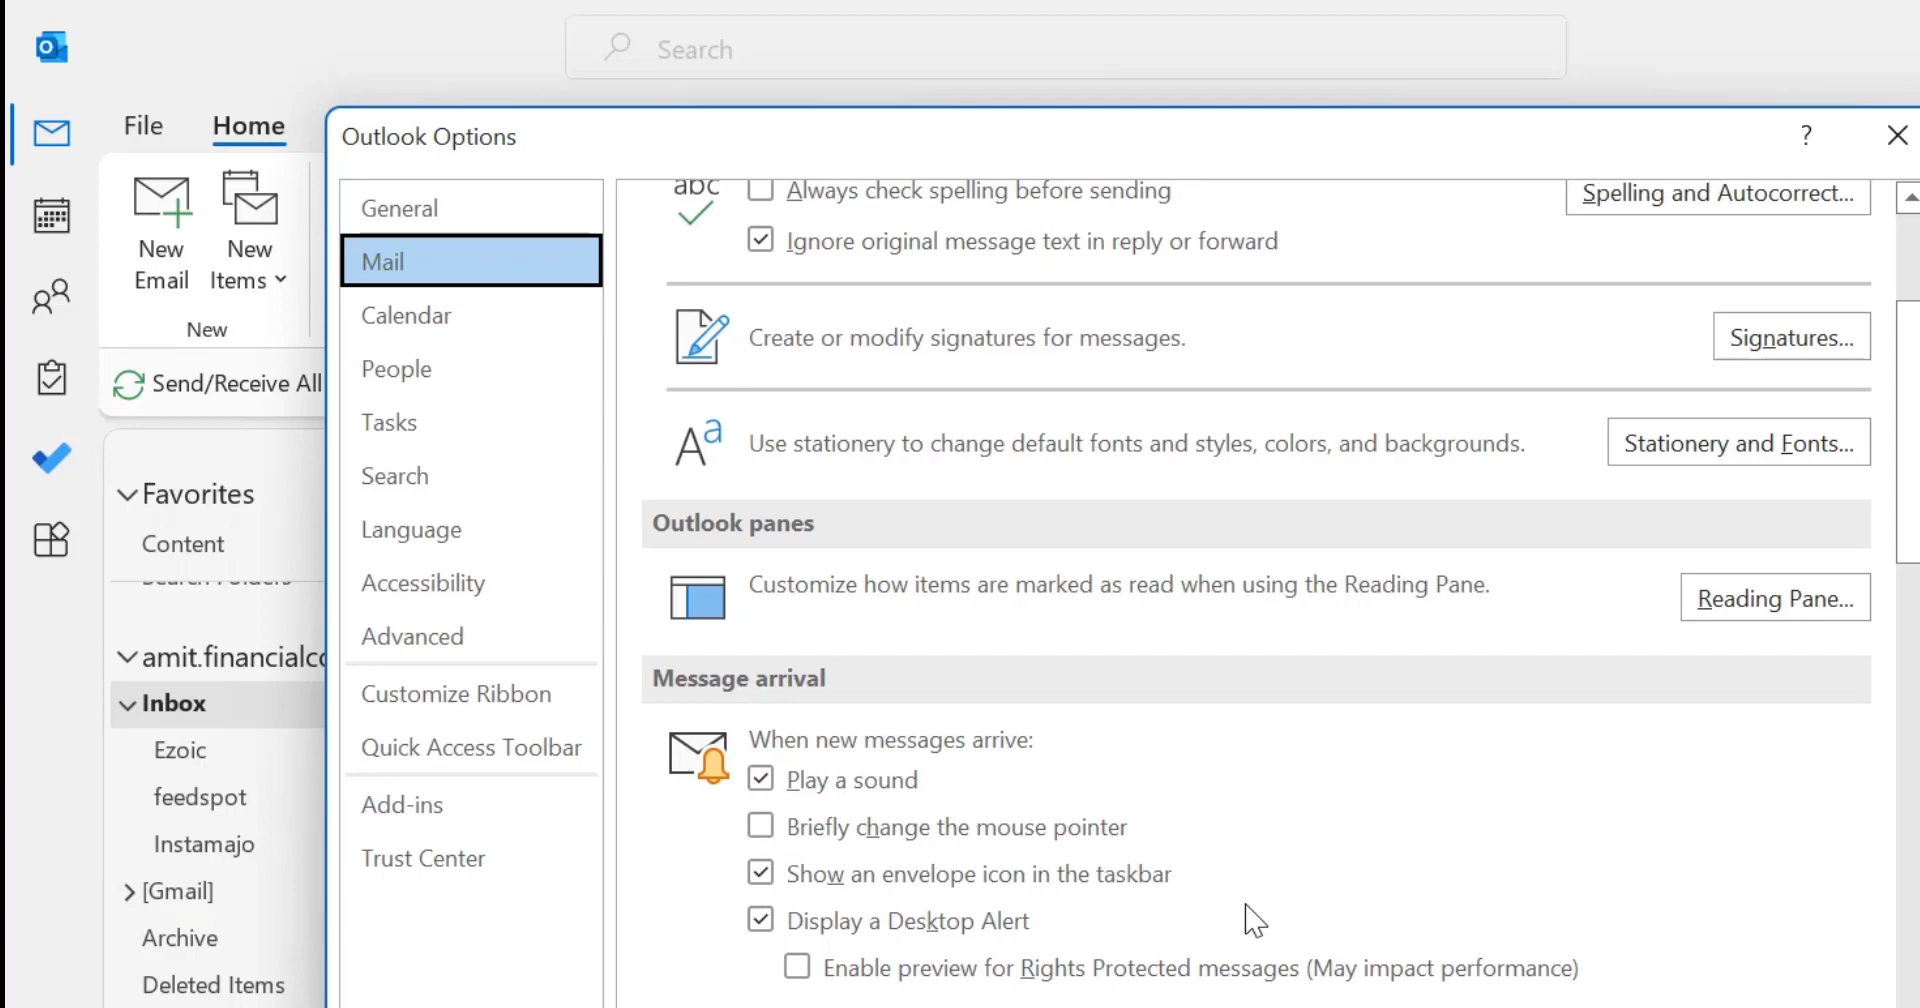 Search
File
Home
Outlook Options
?
New
Email
New
Items
New
Send/Receive All
Favorites
Content
Search Folders
amit.financialco
Inbox
Ezoic
feedspot
Instamajo
[Gmail]
Archive
Deleted Items
General
Mail
Calendar
People
Tasks
Search
Language
Accessibility
Advanced
Customize Ribbon
Quick Access Toolbar
Add-ins
Trust Center
abc
Always check spelling before sending
Spelling and Autocorrect...
Ignore original message text in reply or forward
Create or modify signatures for messages.
Signatures...
Aa
Use stationery to change default fonts and styles, colors, and backgrounds.
Stationery and Fonts...
Outlook panes
Customize how items are marked as read when using the Reading Pane.
Reading Pane...
Message arrival
When new messages arrive:
Play a sound
Briefly change the mouse pointer
Show an envelope icon in the taskbar
Display a Desktop Alert
Enable preview for Rights Protected messages (May impact performance)